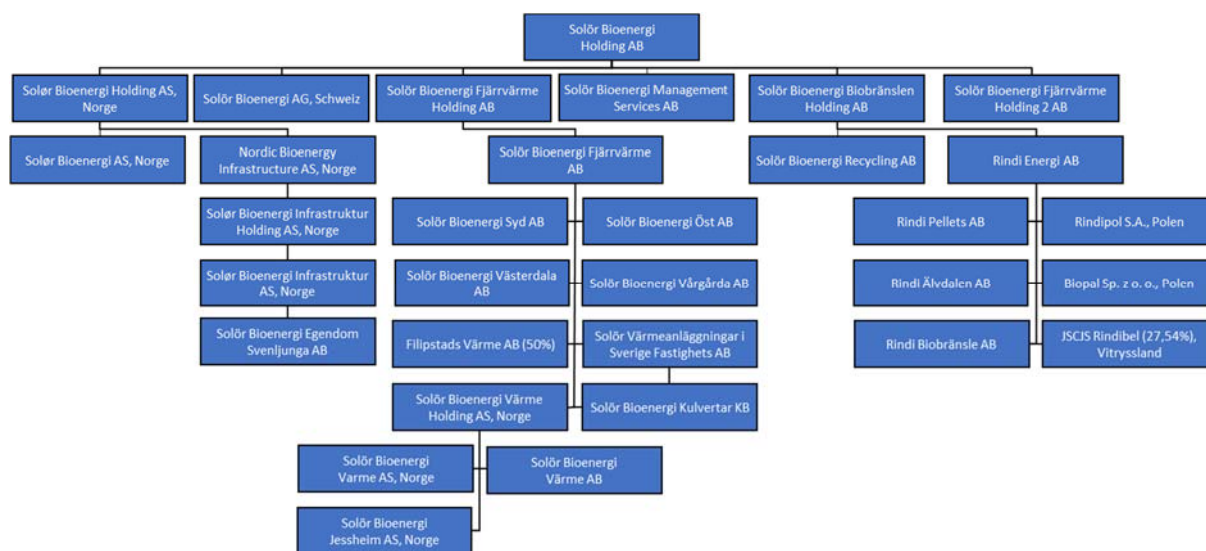 Solör Bioenergi
Holding AB
Solør Bioenergi Holding AS,
Norge
Solör Bioenergi AG, Schweiz
Solör Bioenergi Fjärrvärme
Holding AB
Solör Bioenergi Management
Services AB
Solör Bioenergi Biobränslen
Holding AB
Solör Bioenergi Fjärrvärme
Holding 2 AB
Solør Bioenergi AS, Norge
Nordic Bioenergy
Infrastructure AS, Norge
Solör Bioenergi Fjärrvärme
AB
Solör Bioenergi Recycling AB
Rindi Energi AB
Solør Bioenergi Infrastruktur
Holding AS, Norge
Solör Bioenergi Syd AB
Solör Bioenergi Öst AB
Rindi Pellets AB
Rindipol S.A., Polen
Solør Bioenergi Infrastruktur
AS, Norge
Solör Bioenergi Västerdala
AB
Solör Bioenergi Vårgårda AB
Rindi Älvdalen AB
Biopal Sp. z o. o., Polen
Solör Bioenergi Egendom
Svenljunga AB
Filipstads Värme AB (50%)
Solör Värmeanläggningar i
Sverige Fastighets AB
Rindi Biobränsle AB
JSCJS Rindibel (27,54%),
Vitryssland
Solör Bioenergi Värme
Holding AS, Norge
Solör Bioenergi Kulvertar KB
Solör Bioenergi
Varme AS, Norge
Solör Bioenergi
Värme AB
Solör Bioenergi
Jessheim AS, Norge